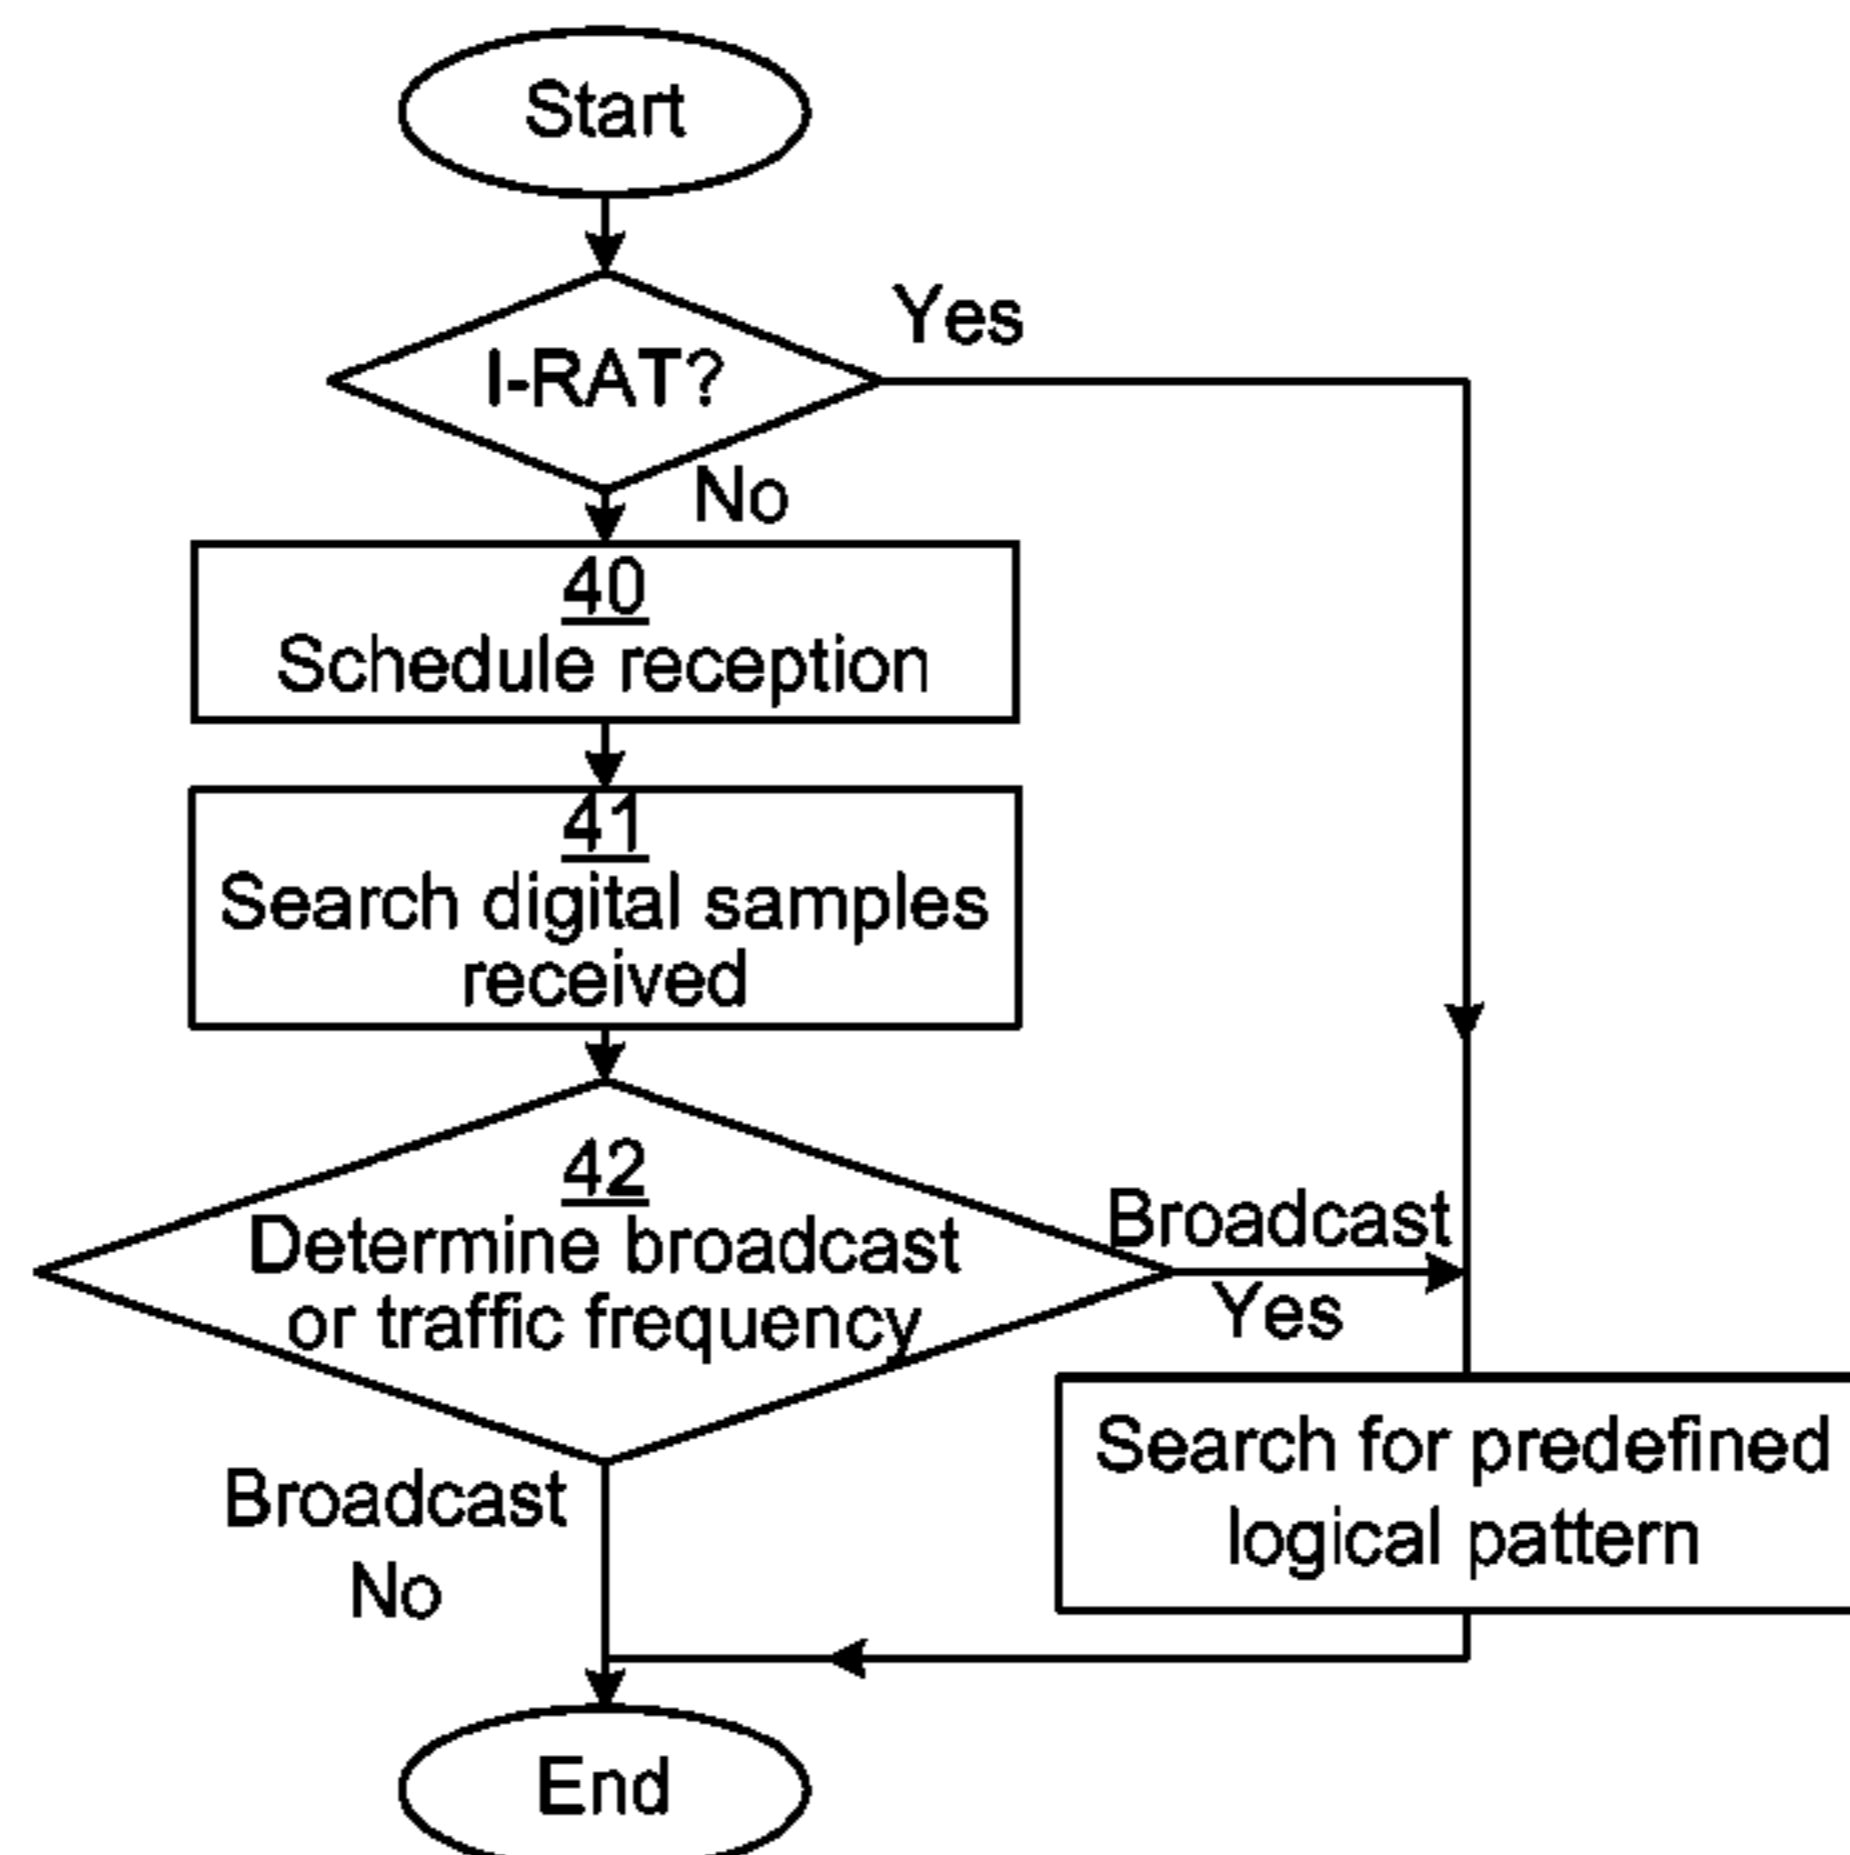 Start
I-RAT?
Yes
No
40
Schedule reception
41
Search digital samples
received
42
Determine broadcast
or traffic frequency
Broadcast
Yes
Search for predefined
logical pattern
Broadcast
No
End